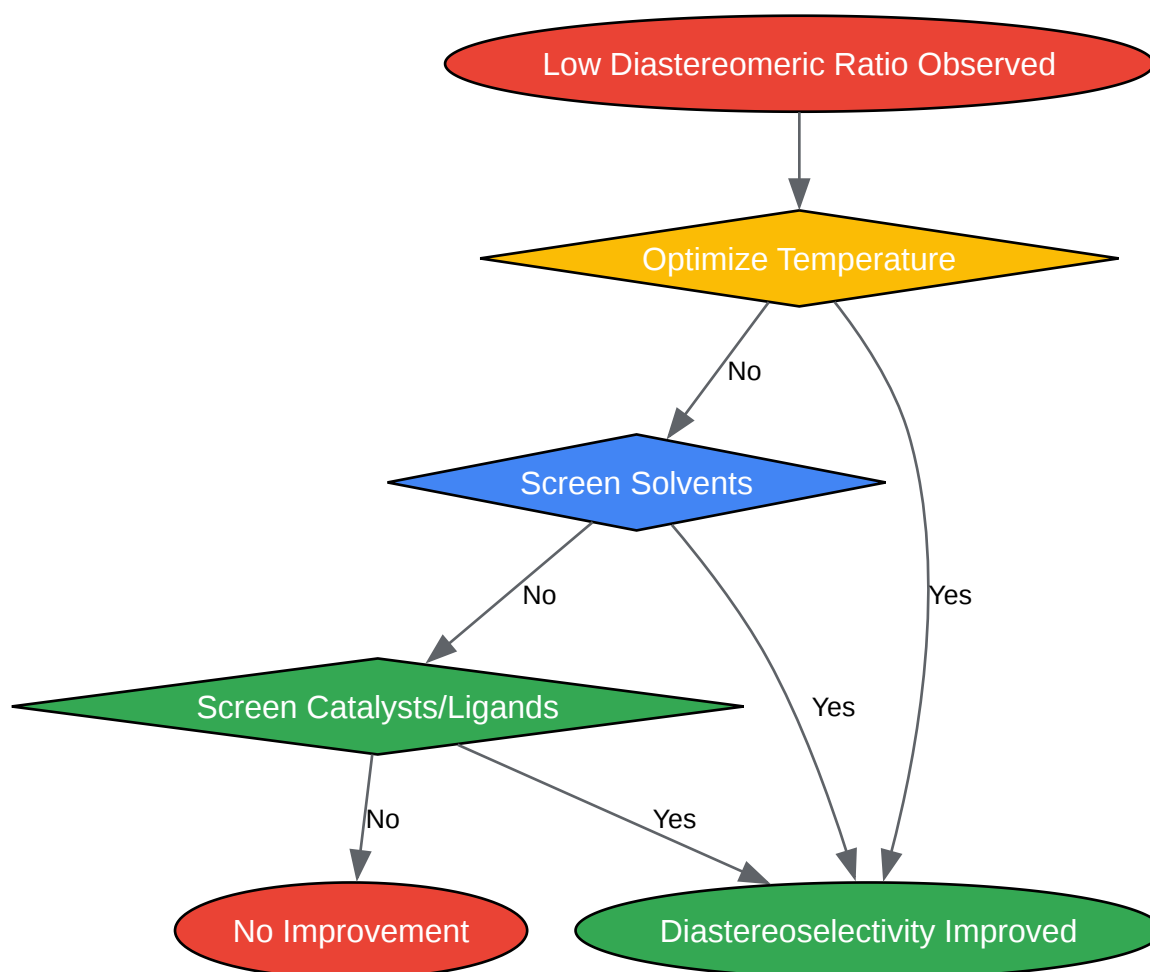 Low Diastereomeric Ratio Observed
Optimize Temperature
No
Screen Solvents
No
Yes
Screen Catalysts/Ligands
Yes
No
Yes
No Improvement
Diastereoselectivity Improved